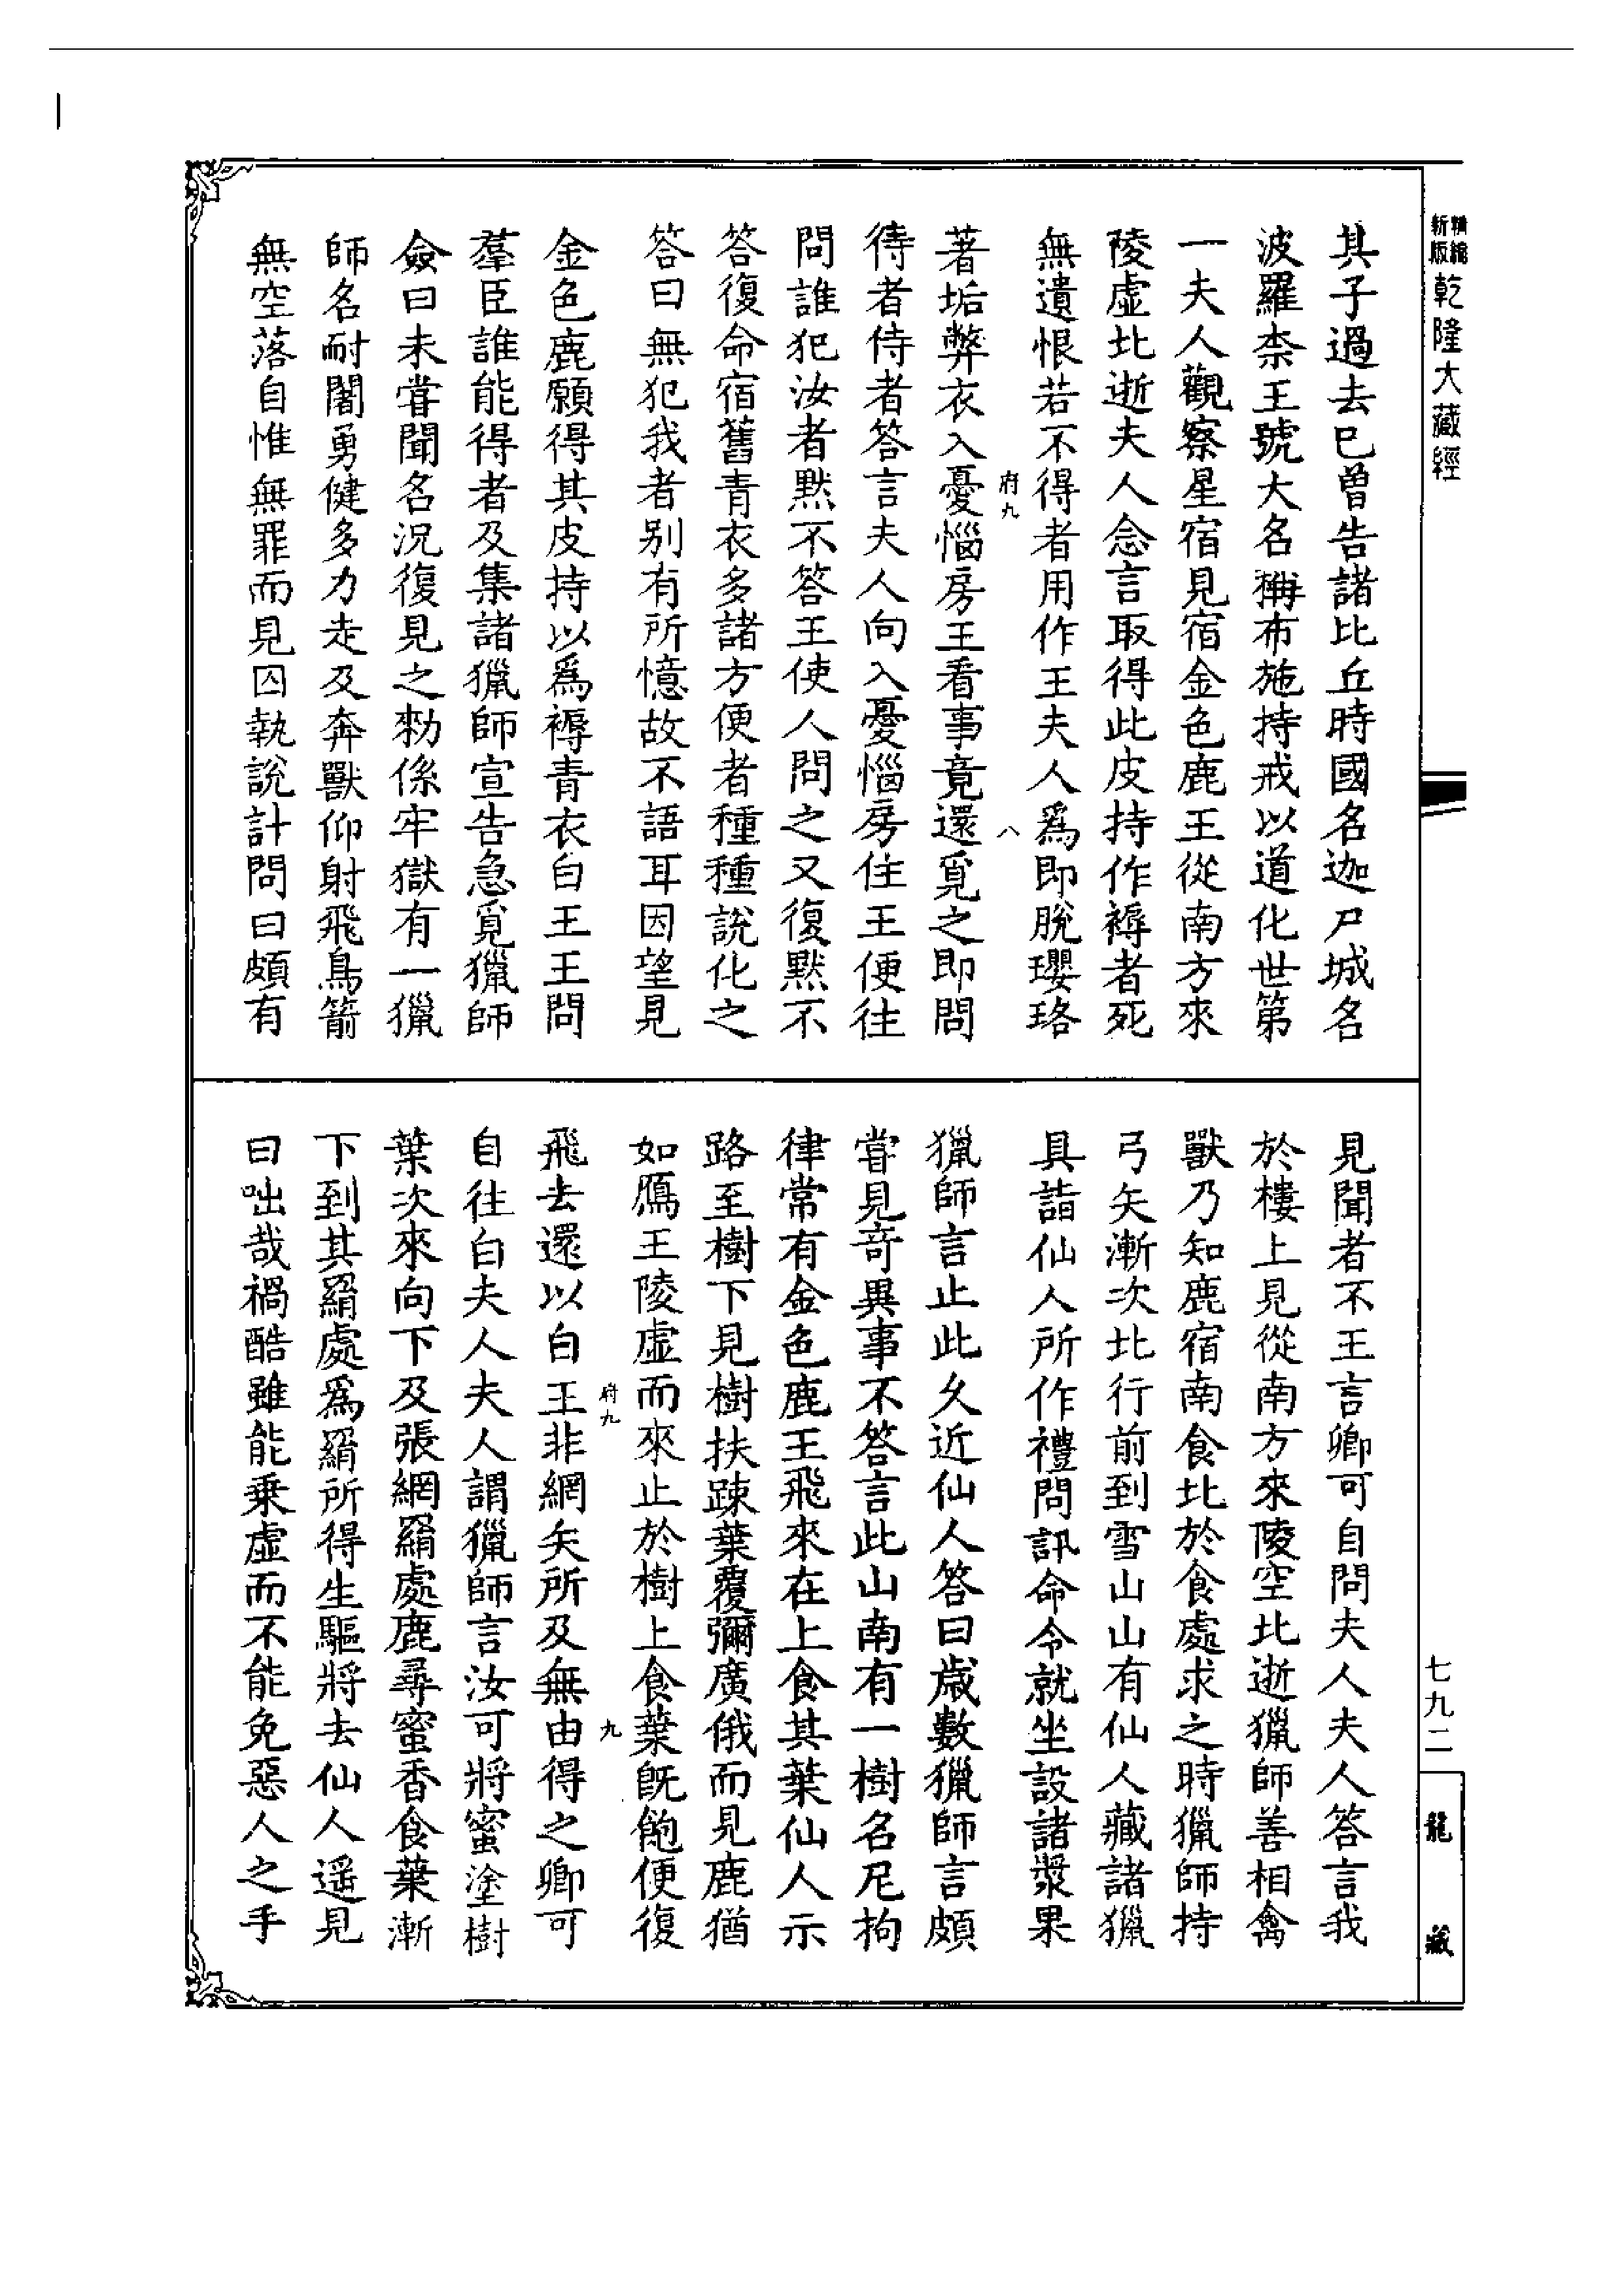 精編新版乾隆大藏經
其子過去已曾告諸比丘時國名迦尸城名
波羅柰王號大名稱布施持戒以道化世第
一夫人觀察星宿見宿金色鹿王從南方來
陵虛北逝夫人念言取得此皮持作褥者死
無遺恨若不得者用作王夫人爲即脫瓔珞
府九
八
著垢弊衣入憂惱房王看事竟還覓之即問
待者侍者答言夫人向入憂惱房住王便往
問誰犯汝者默不答王使人問之又復默不
答復命宿舊青衣多諸方便者種種說化之
答曰無犯我者别有所憶故不語耳因望見
金色鹿願得其皮持以爲褥青衣白王王問
羣臣誰能得者及集諸獵師宣告急覓獵師
僉曰未甞聞名況復見之勑係牢獄有一獵
師名耐闍勇健多力走及奔獸仰射飛鳥箭
無空落自惟無罪而見囚執說計問曰頗有
見聞者不王言卿可自問夫人夫人答言我
於樓上見從南方來陵空北逝獵師善相禽
獸乃知鹿宿南食北於食處求之時獵師持
弓矢漸次北行前到雪山山有仙人藏諸獵
具詣仙人所作禮問訊命令就坐設諸漿果
獵師言止此久近仙人答曰歲數獵師言頗
甞見奇異事不答言此山南有一樹名尼拘
律常有金色鹿王飛來在上食其葉仙人示
路至樹下見樹扶踈葉覆彌廣俄而見鹿猶
如鴈王陵虛而來止於樹上食葉旣飽便復
府九
九
飛去還以白王非網矢所及無由得之卿可
自往白夫人夫人謂獵師言汝可將蜜塗樹
葉次來向下及張網羂處鹿尋蜜香食葉漸
下到其羂處爲羂所得生驅將去仙人遥見
曰咄哉禍酷雖能乗虛而不能免惡人之手
七九二
龍藏